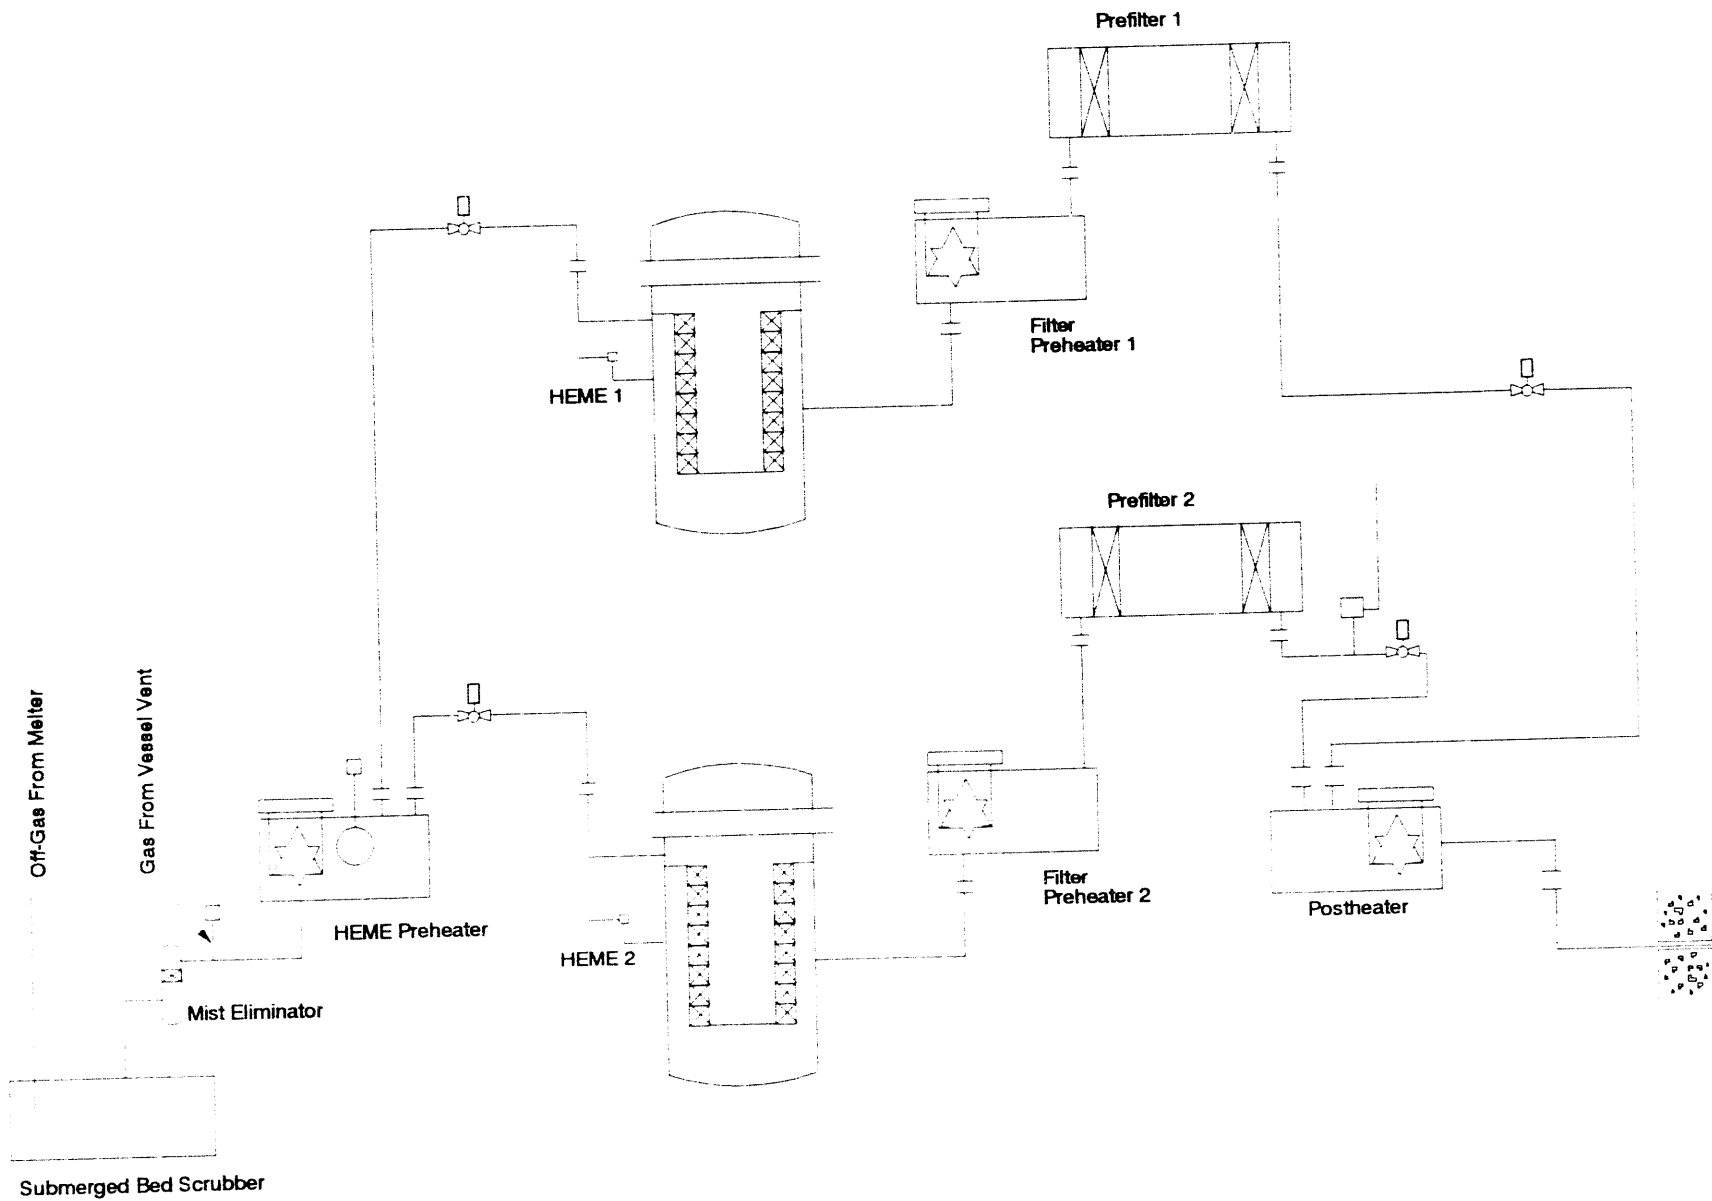 Prefilter 1
Filter
Preheater 1
HEME 1
Prefilter 2
Off-Gas From Melter
Gas From Vessel Vent
Filter
Preheater 2
Postheater
HEME Preheater
HEME 2
Mist Eliminator
Submerged Bed Scrubber